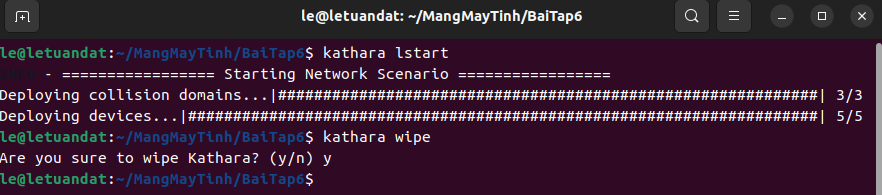 le@letuandat: ~/MangMayTinh/BaiTap6
le@letuandat:~/MangMayTinh/BaiTap6$ kathara lstart
- ================= Starting Network Scenario =================
Deploying collision domains...|############################################################| 3/3
Deploying devices...|######################################################################| 5/5
le@letuandat:~/MangMayTinh/BaiTap6$ kathara wipe
Are you sure to wipe Kathara? (y/n) y
le@letuandat:~/MangMayTinh/BaiTap6$